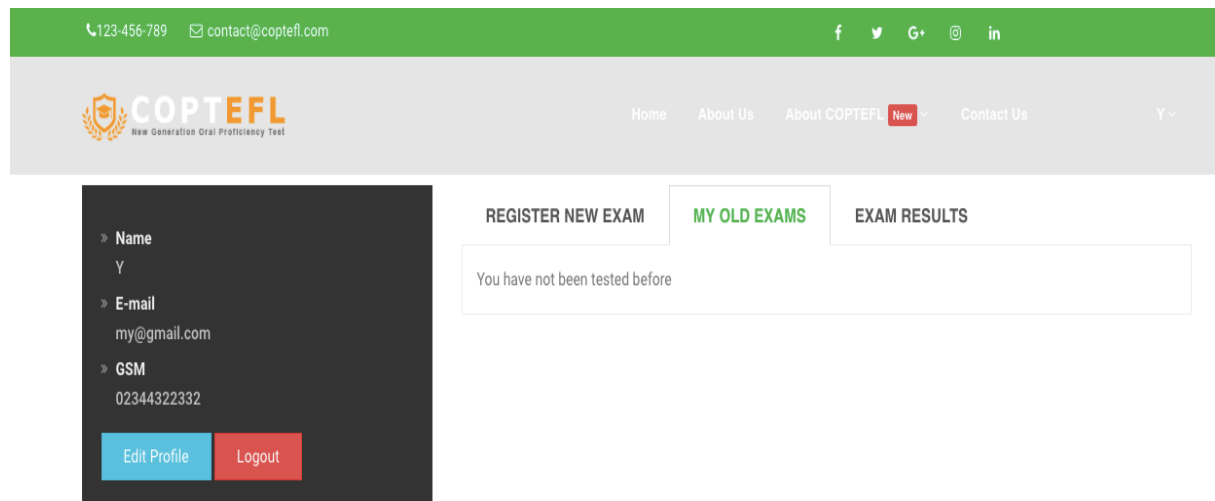 123-456-789 contact@coptefl.com f G+ in
COPTEFL
New Generation Oral Proficiency Test
Home About Us About COPTEFL New Contact Us Y
REGISTER NEW EXAM MY OLD EXAMS EXAM RESULTS
You have not been tested before
» Name
Y
» E-mail
my@gmail.com
» GSM
02344322332
Edit Profile Logout